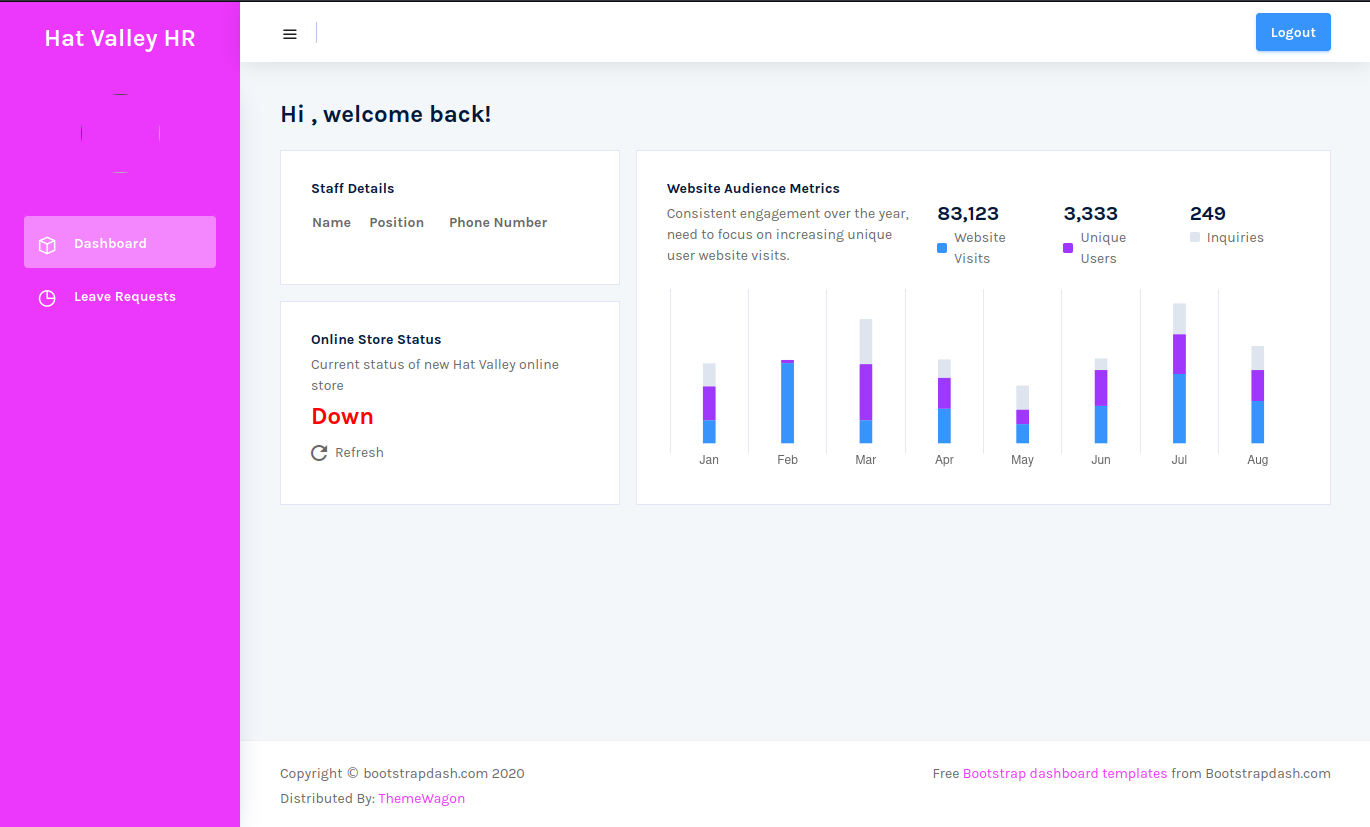 Hat Valley HR
Logout
Dashboard
Leave Requests
Hi , welcome back!
Staff Details
Name Position Phone Number
Online Store Status
Current status of new Hat Valley online
store
Down
Refresh
Website Audience Metrics
Consistent engagement over the year,
need to focus on increasing unique
user website visits.
83,123
Website
Visits
3,333
Unique
Users
249
Inquiries
Jan Feb Mar Apr May Jun Jul Aug
Copyright © bootstrapdash.com 2020
Distributed By: ThemeWagon
Free Bootstrap dashboard templates from Bootstrapdash.com